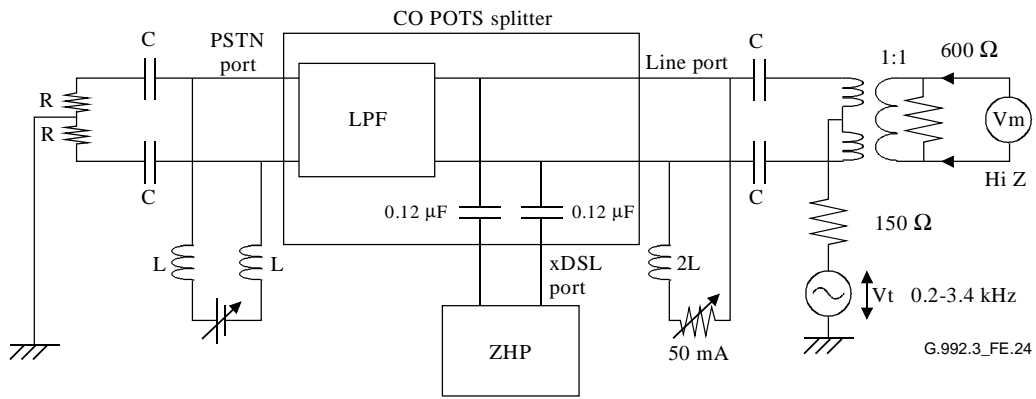 CO POTS splitter
C
PSTN
port
Line port
C
1:1
600 Ω
R
R
LPF
Vm
C
C
Hi Z
0.12 µF
0.12 µF
150 Ω
L
L
xDSL
port
2L
Vt
0.2-3.4 kHz
ZHP
50 mA
G.992.3_FE.24